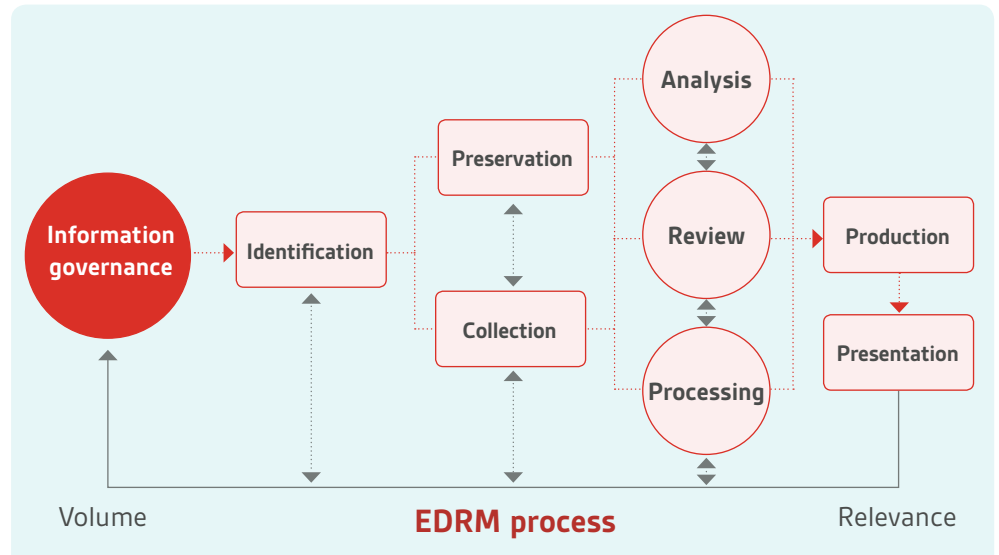 Information
governance
Identification
Preservation
Collection
Analysis
Review
Processing
Production
Presentation
Volume
EDRM process
Relevance